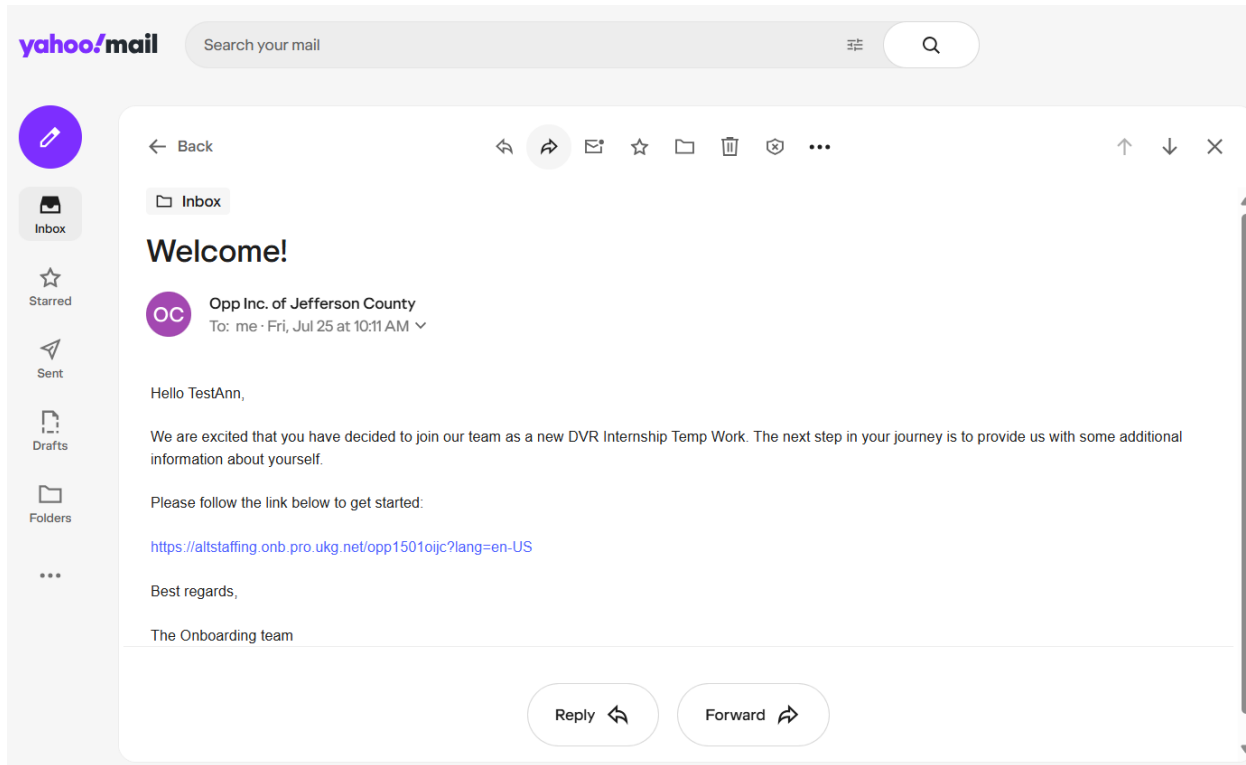 yahoo!mail
Search your mail
Back
Inbox
Inbox
Welcome!
Starred
OC
Opp Inc. of Jefferson County
To: me · Fri, Jul 25 at 10:11 AM
Sent
Hello TestAnn,
Drafts
We are excited that you have decided to join our team as a new DVR Internship Temp Work. The next step in your journey is to provide us with some additional
information about yourself.
Please follow the link below to get started:
Folders
https://altstaffing.onb.pro.ukg.net/opp1501oijc?lang=en-US
Best regards,
The Onboarding team
Reply
Forward